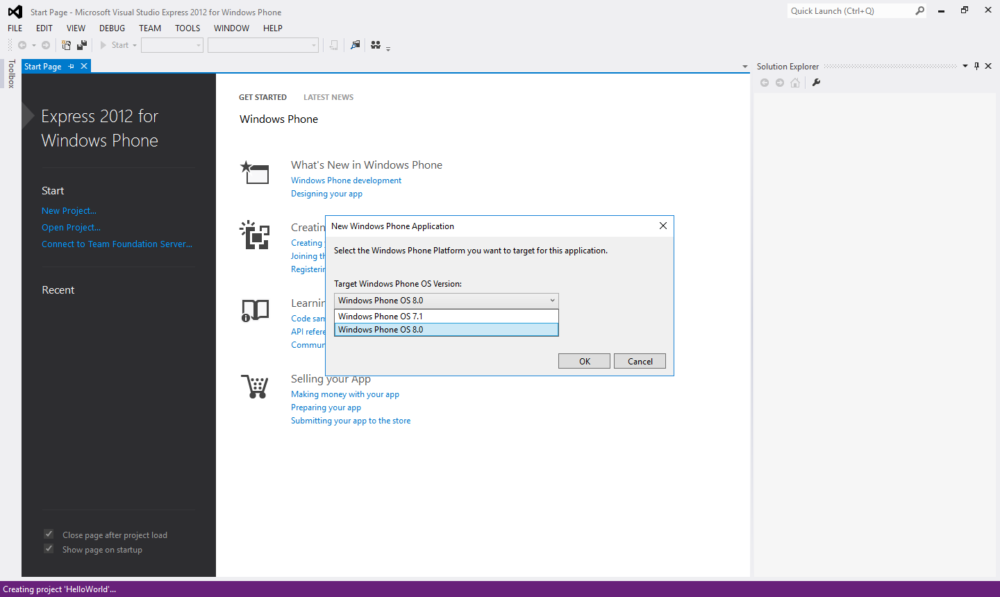 Start Page - Microsoft Visual Studio Express 2012 for Windows Phone
Quick Launch (Ctrl+Q)
FILE EDIT VIEW DEBUG TEAM TOOLS WINDOW HELP
Start
Toolbox
Start Page
Solution Explorer
Express 2012 for
Windows Phone
Start
New Project...
Open Project...
Connect to Team Foundation Server...
Recent
Close page after project load
Show page on startup
GET STARTED LATEST NEWS
Windows Phone
What's New in Windows Phone
Windows Phone development
Designing your app
Creatin
Creating
Joining th
Registerin
Learnin
Code sam
API refere
Commun
Selling your App
Making money with your app
Preparing your app
Submitting your app to the store
New Windows Phone Application
Select the Windows Phone Platform you want to target for this application.
Target Windows Phone OS Version:
Windows Phone OS 8.0
Windows Phone OS 7.1
Windows Phone OS 8.0
OK Cancel
Creating project 'HelloWorld'...